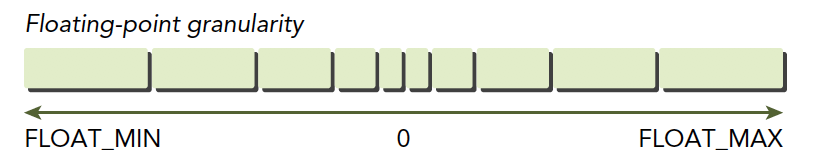 Floating-point granularity
FLOAT_MIN 0 FLOAT_MAX